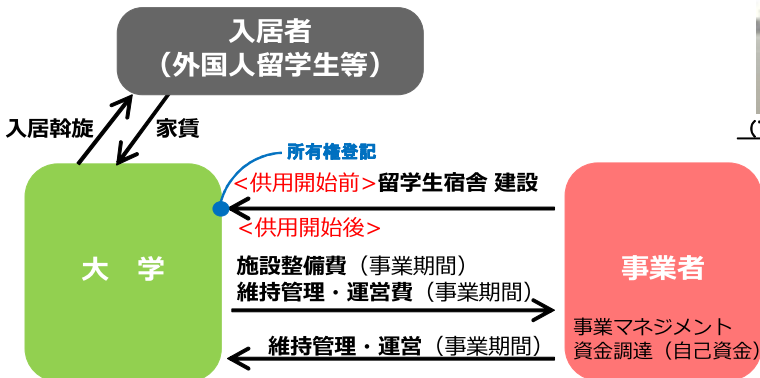 入居者
（外国人留学生等）
入居斡旋
家賃
所有権登記
<供用開始前>留学生宿舎 建設
<供用開始後>
大　学
事業者
施設整備費（事業期間）
維持管理・運営費（事業期間）
事業マネジメント
資金調達（自己資金）
維持管理・運営（事業期間）